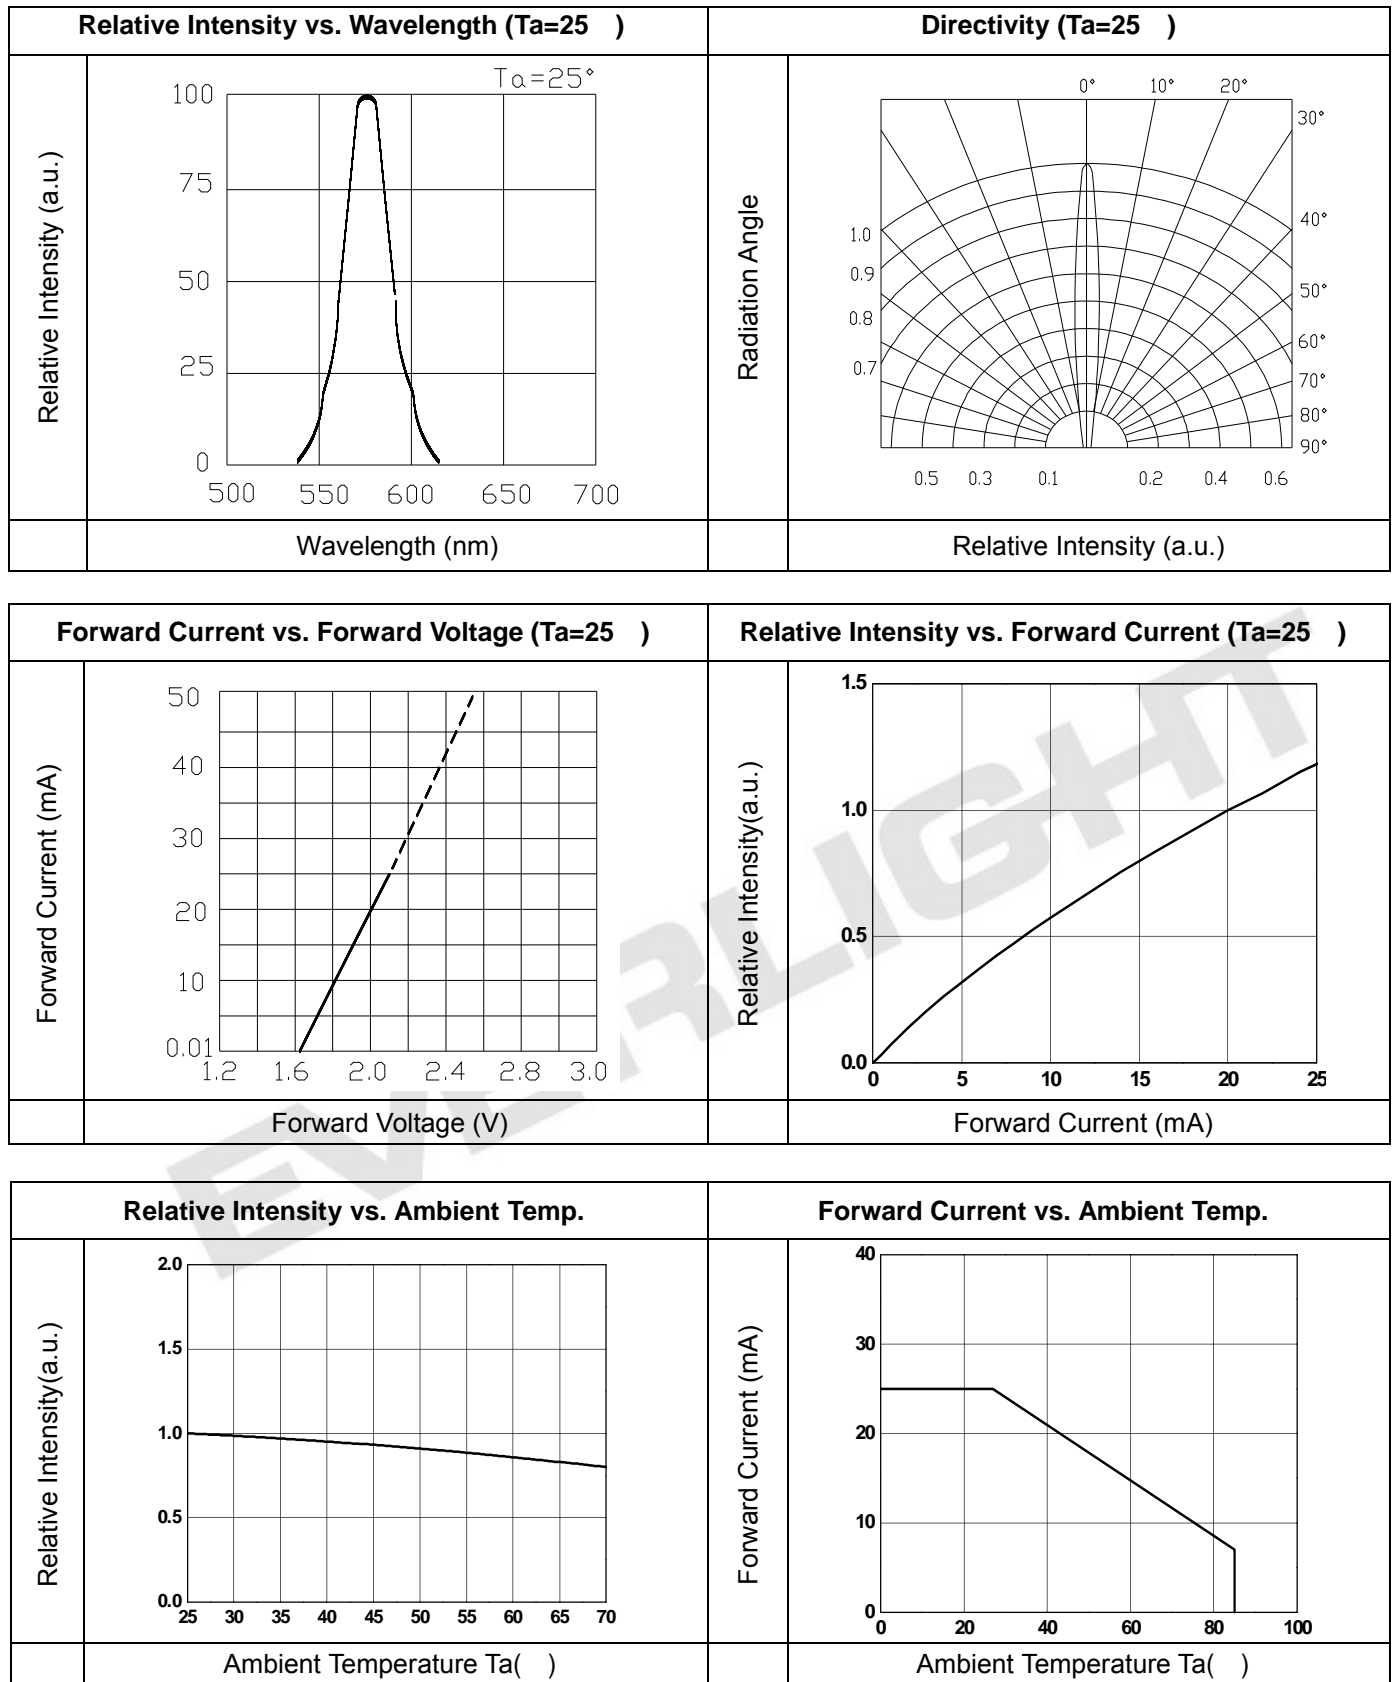 Relative Intensity vs. Wavelength (Ta=25 )
Directivity (Ta=25 )
Relative Intensity (a.u.)
Ta=25°
100
75
50
25
0
500 550 600 650 700
Wavelength (nm)
Radiation Angle
0° 10° 20°
30°
40°
50°
60°
70°
80°
90°
1.0
0.9
0.8
0.7
0.5 0.3 0.1 0.2 0.4 0.6
Relative Intensity (a.u.)
Forward Current vs. Forward Voltage (Ta=25 )
Relative Intensity vs. Forward Current (Ta=25 )
Forward Current (mA)
50
40
30
20
10
0.01
1.2 1.6 2.0 2.4 2.8 3.0
Forward Voltage (V)
Relative Intensity(a.u.)
1.5
1.0
0.5
0.0
0 5 10 15 20 25
Forward Current (mA)
EVERLIGHT
Relative Intensity vs. Ambient Temp.
Forward Current vs. Ambient Temp.
Relative Intensity(a.u.)
2.0
1.5
1.0
0.5
0.0
25 30 35 40 45 50 55 60 65 70
Ambient Temperature Ta( )
Forward Current (mA)
40
30
20
10
0
0 20 40 60 80 100
Ambient Temperature Ta( )